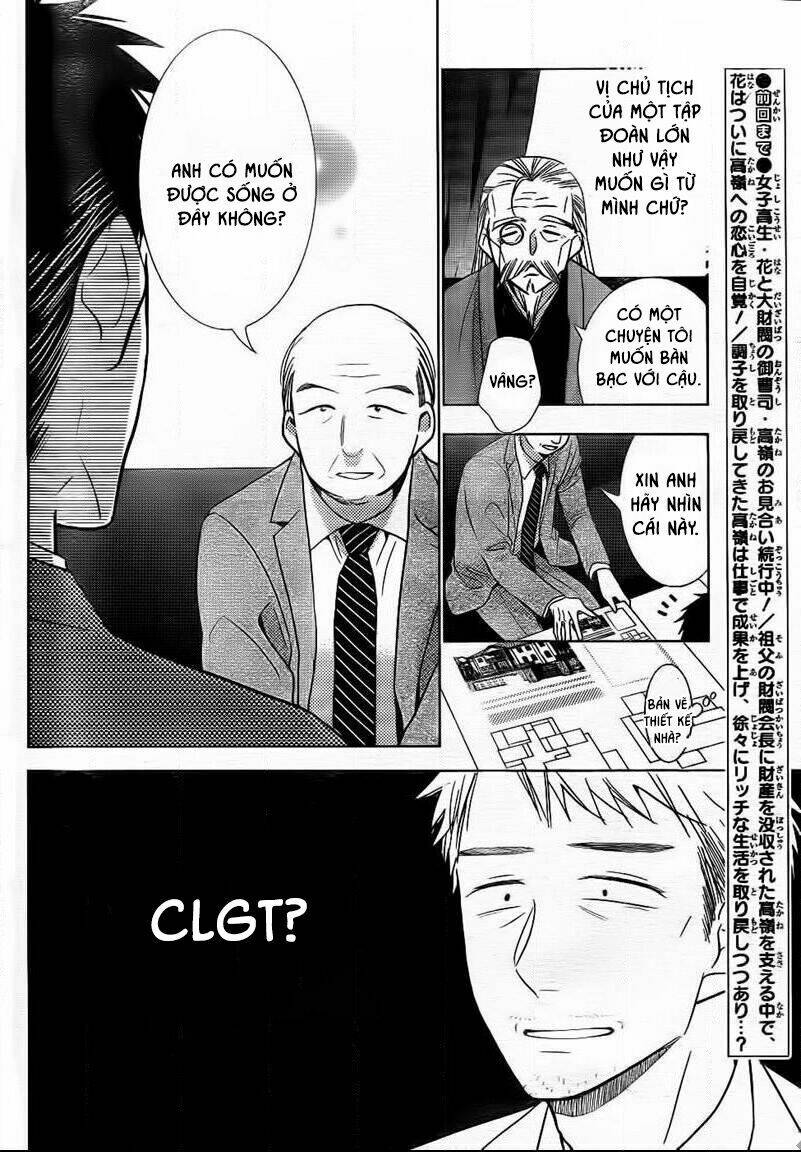 ●前回まで●女子高生・花と大財閥の御曹司・高嶺のお見合い続行中！／祖父の財閥会長に財産を没収された高嶺を支える中で、
花はついに高嶺への恋心を自覚！／調子を取り戻してきた高嶺は仕事で成果を上げ、徐々にリッチな生活を取り戻しつつあり…？
VỊ CHỦ TỊCH
CỦA MỘT TẬP
ĐOÀN LỚN
NHƯ VẬY
MUỐN GÌ TỪ
MÌNH CHỨ?
CÓ MỘT
CHUYỆN TÔI
MUỐN BÀN
BẠC VỚI CẬU.
VÂNG?
XIN ANH
HÃY NHÌN
CÁI NÀY.
BẢN VẼ
THIẾT KẾ
NHÀ?
ANH CÓ MUỐN
ĐƯỢC SỐNG Ở
ĐÂY KHÔNG?
CLGT?